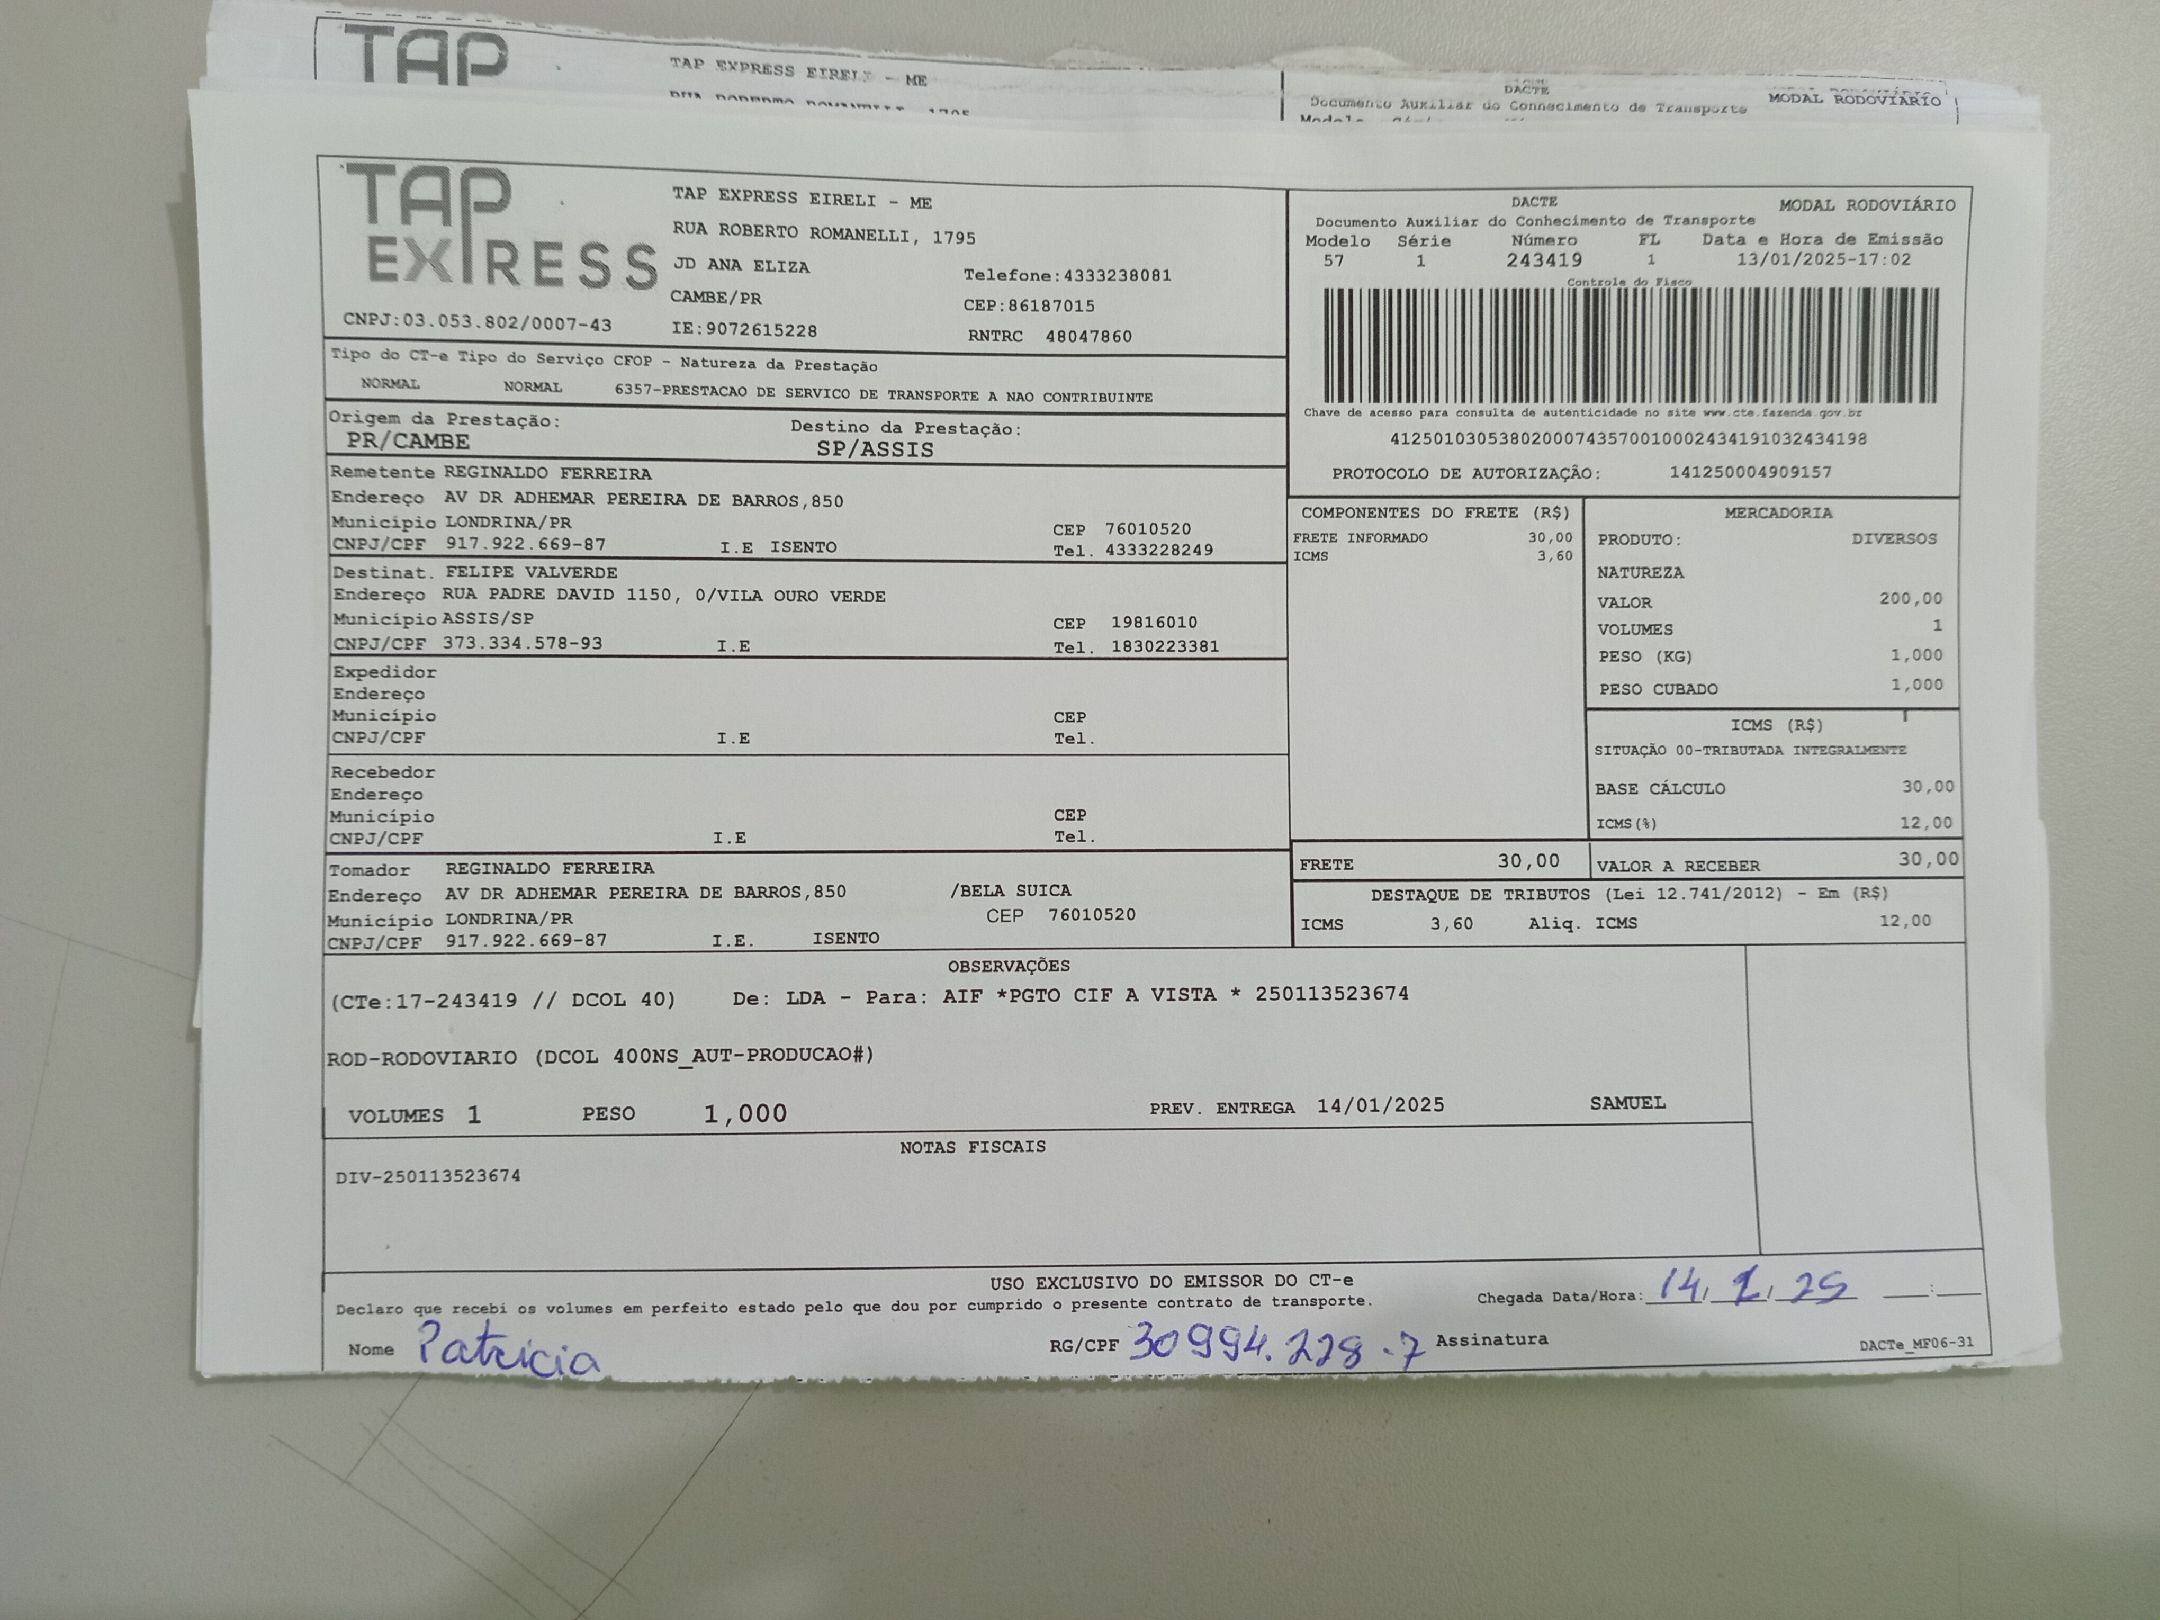 TAP
TAP EXPRESS EIRELI - ME
DACTE
Documento Auxiliar do Conhecimento de Transporte
MODAL RODOVIÁRIO
TAP EXPRESS
CNPJ:03.053.802/0007-43
TAP EXPRESS EIRELI - ME
RUA ROBERTO ROMANELLI, 1795
JD ANA ELIZA
Telefone:4333238081
CAMBE/PR
CEP:86187015
IE:9072615228
RNTRC 48047860
DACTE
MODAL RODOVIÁRIO
Documento Auxiliar do Conhecimento de Transporte
Modelo Série Número FL Data e Hora de Emissão
57 1 243419 1 13/01/2025-17:02
Controle do Fisco
Chave de acesso para consulta de autenticidade no site www.cte.fazenda.gov.br
41250103053802000743570010002434191032434198
PROTOCOLO DE AUTORIZAÇÃO: 141250004909157
Tipo do CT-e Tipo do Serviço CFOP - Natureza da Prestação
NORMAL NORMAL 6357-PRESTACAO DE SERVICO DE TRANSPORTE A NAO CONTRIBUINTE
Origem da Prestação: Destino da Prestação:
PR/CAMBE SP/ASSIS
Remetente REGINALDO FERREIRA
Endereço AV DR ADHEMAR PEREIRA DE BARROS,850
Município LONDRINA/PR CEP 76010520
CNPJ/CPF 917.922.669-87 I.E ISENTO Tel. 4333228249
Destinat. FELIPE VALVERDE
Endereço RUA PADRE DAVID 1150, 0/VILA OURO VERDE
Município ASSIS/SP CEP 19816010
CNPJ/CPF 373.334.578-93 I.E Tel. 1830223381
Expedidor
Endereço
Município CEP
CNPJ/CPF I.E Tel.
Recebedor
Endereço
Município CEP
CNPJ/CPF I.E Tel.
Tomador REGINALDO FERREIRA
Endereço AV DR ADHEMAR PEREIRA DE BARROS,850 /BELA SUICA
Município LONDRINA/PR CEP 76010520
CNPJ/CPF 917.922.669-87 I.E. ISENTO
COMPONENTES DO FRETE (R$)
FRETE INFORMADO 30,00
ICMS 3,60
MERCADORIA
PRODUTO: DIVERSOS
NATUREZA
VALOR 200,00
VOLUMES 1
PESO (KG) 1,000
PESO CUBADO 1,000
ICMS (R$)
SITUAÇÃO 00-TRIBUTADA INTEGRALMENTE
BASE CÁLCULO 30,00
ICMS(%) 12,00
FRETE 30,00 VALOR A RECEBER 30,00
DESTAQUE DE TRIBUTOS (Lei 12.741/2012) - Em (R$)
ICMS 3,60 Aliq. ICMS 12,00
OBSERVAÇÕES
(CTe:17-243419 // DCOL 40) De: LDA - Para: AIF *PGTO CIF A VISTA * 250113523674
ROD-RODOVIARIO (DCOL 400NS_AUT-PRODUCAO#)
VOLUMES 1 PESO 1,000 PREV. ENTREGA 14/01/2025 SAMUEL
NOTAS FISCAIS
DIV-250113523674
USO EXCLUSIVO DO EMISSOR DO CT-e
Declaro que recebi os volumes em perfeito estado pelo que dou por cumprido o presente contrato de transporte.
Chegada Data/Hora: 14/1/25 __:__
Nome Patricia RG/CPF 30994.228-7 Assinatura DACTe_MF06-31